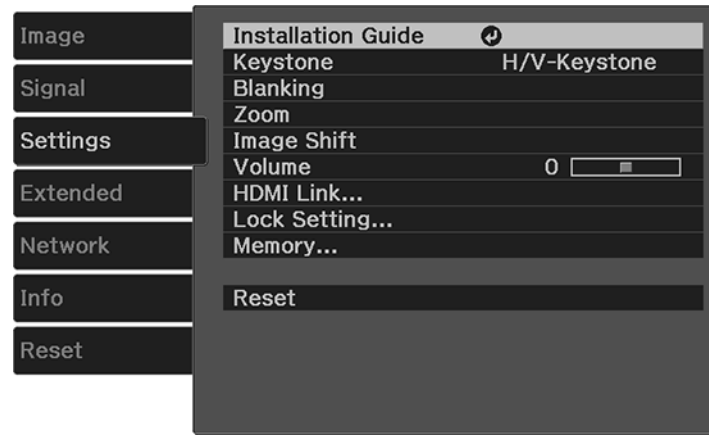 Image
Signal
Settings
Extended
Network
Info
Reset
Installation Guide
Keystone H/V-Keystone
Blanking
Zoom
Image Shift
Volume 0
HDMI Link...
Lock Setting...
Memory...
Reset